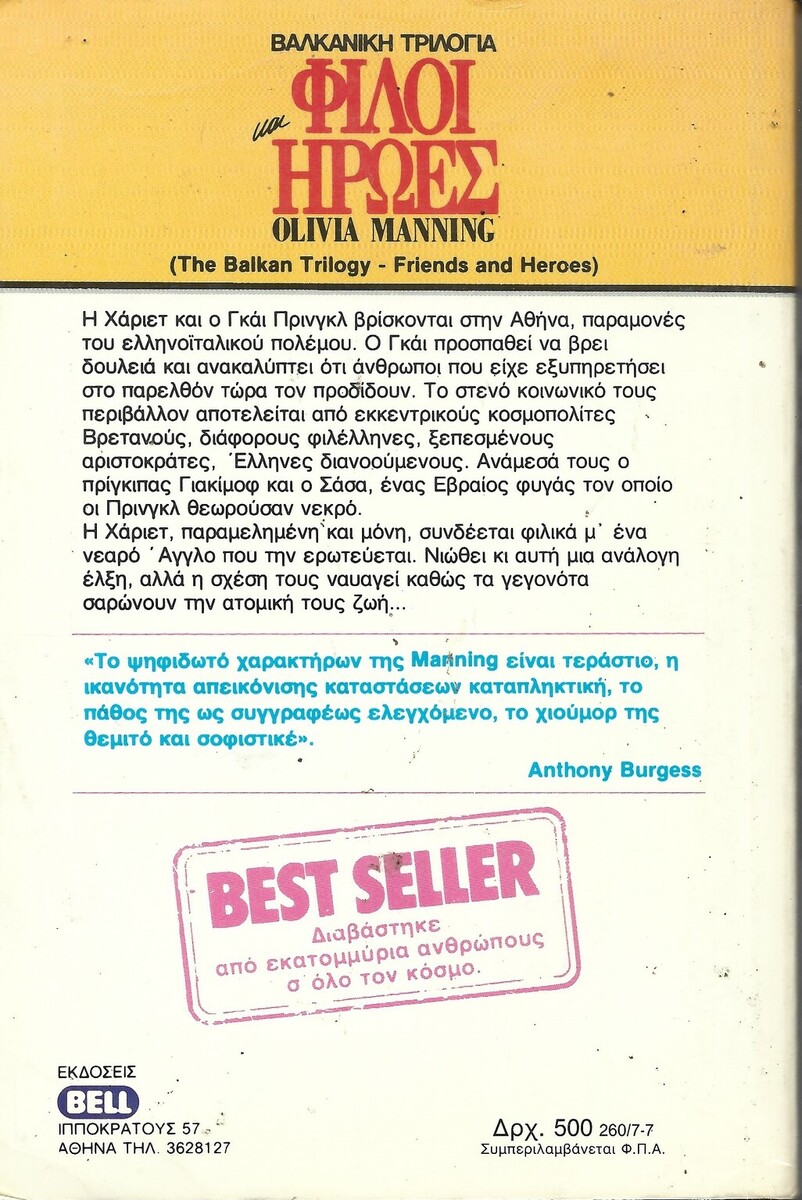 ΒΑΛΚΑΝΙΚΗ ΤΡΙΛΟΓΙΑ
ΦΙΛΟΙ
και
ΗΡΩΕΣ
OLIVIA MANNING
(The Balkan Trilogy - Friends and Heroes)
Η Χάριετ και ο Γκάι Πρινγκλ βρίσκονται στην Αθήνα, παραμονές
του ελληνοϊταλικού πολέμου. Ο Γκάι προσπαθεί να βρει
δουλειά και ανακαλύπτει ότι άνθρωποι που είχε εξυπηρετήσει
στο παρελθόν τώρα τον προδίδουν. Το στενό κοινωνικό τους
περιβάλλον αποτελείται από εκκεντρικούς κοσμοπολίτες
Βρετανούς, διάφορους φιλέλληνες, ξεπεσμένους
αριστοκράτες, Έλληνες διανοούμενους. Ανάμεσά τους ο
πρίγκιπας Γιακίμοφ και ο Σάσα, ένας Εβραίος φυγάς τον οποίο
οι Πρινγκλ θεωρούσαν νεκρό.
Η Χάριετ, παραμελημένη και μόνη, συνδέεται φιλικά μ' ένα
νεαρό Άγγλο που την ερωτεύεται. Νιώθει κι αυτή μια ανάλογη
έλξη, αλλά η σχέση τους ναυαγεί καθώς τα γεγονότα
σαρώνουν την ατομική τους ζωή...
«Το ψηφιδωτό χαρακτήρων της Manning είναι τεράστιο, η
ικανότητα απεικόνισης καταστάσεων καταπληκτική, το
πάθος της ως συγγραφέως ελεγχόμενο, το χιούμορ της
θεμιτό και σοφιστικέ».
Anthony Burgess
BEST SELLER
Διαβάστηκε
από εκατομμύρια ανθρώπους
σ όλο τον κόσμο.
ΕΚΔΟΣΕΙΣ
BELL
ΙΠΠΟΚΡΑΤΟΥΣ 57
ΑΘΗΝΑ ΤΗΛ. 3628127
Δρχ. 500 260/7-7
Συμπεριλαμβάνεται Φ.Π.Α.